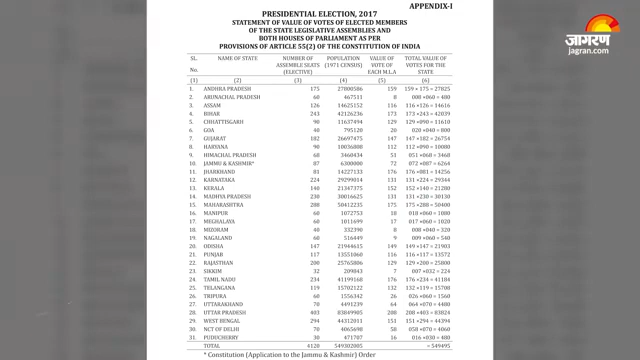 APPENDIX-I
PRESIDENTIAL ELECTION, 2017
STATEMENT OF VALUE OF VOTES OF ELECTED MEMBERS
OF THE STATE LEGISLATIVE ASSEMBLIES AND
BOTH HOUSES OF PARLIAMENT AS PER
PROVISIONS OF ARTICLE 55(2) OF THE CONSTITUTION OF INDIA
जागरण
jagran.com
SL. No. NAME OF STATE NUMBER OF ASSEMBLE SEATS (ELECTIVE) POPULATION (1971 CENSUS) VALUE OF VOTE OF EACH M.L.A TOTAL VALUE OF VOTES FOR THE STATE
(1) (2) (3) (4) (5) (6)
1. ANDHRA PRADESH 175 27800586 159 159 × 175 = 27825
2. ARUNACHAL PRADESH 60 467511 8 008 ×060 = 480
3. ASSAM 126 14625152 116 116 ×126 = 14616
4. BIHAR 243 42126236 173 173 ×243 = 42039
5. CHHATTISGARH 90 11637494 129 129 ×090 = 11610
6. GOA 40 795120 20 020 ×040 = 800
7. GUJARAT 182 26697475 147 147 ×182 = 26754
8. HARYANA 90 10036808 112 112 ×090 = 10080
9. HIMACHAL PRADESH 68 3460434 51 051 ×068 = 3468
10. JAMMU & KASHMIR* 87 6300000 72 072 ×087 = 6264
11. JHARKHAND 81 14227133 176 176 ×081 = 14256
12. KARNATAKA 224 29299014 131 131 ×224 = 29344
13. KERALA 140 21347375 152 152 ×140 = 21280
14. MADHYA PRADESH 230 30016625 131 131 ×230 = 30130
15. MAHARASHTRA 288 50412235 175 175 ×288 = 50400
16. MANIPUR 60 1072753 18 018 ×060 = 1080
17. MEGHALAYA 60 1011699 17 017 ×060 = 1020
18. MIZORAM 40 332390 8 008 ×040 = 320
19. NAGALAND 60 516449 9 009 ×060 = 540
20. ODISHA 147 21944615 149 149 ×147 = 21903
21. PUNJAB 117 13551060 116 116 ×117 = 13572
22. RAJASTHAN 200 25765806 129 129 ×200 = 25800
23. SIKKIM 32 209843 7 007 ×032 = 224
24. TAMIL NADU 234 41199168 176 176 ×234 = 41184
25. TELANGANA 119 15702122 132 132 ×119 = 15708
26. TRIPURA 60 1556342 26 026 ×060 = 1560
27. UTTARAKHAND 70 4491239 64 064 ×070 = 4480
28. UTTAR PRADESH 403 83849905 208 208 ×403 = 83824
29. WEST BENGAL 294 44312011 151 151 ×294 = 44394
30. NCT OF DELHI 70 4065698 58 058 ×070 = 4060
31. PUDUCHERRY 30 471707 16 016 ×030 = 480
TOTAL 4120 549302005 = 549495
* Constitution (Application to the Jammu & Kashmir) Order